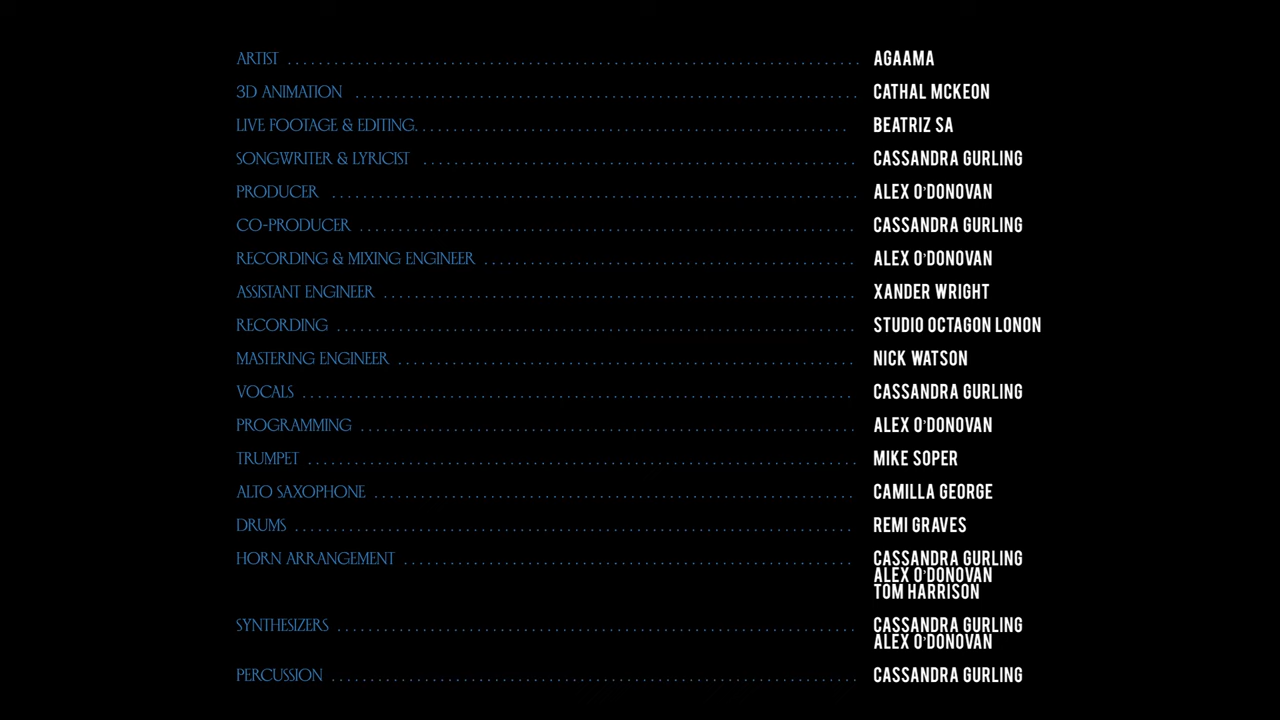 ARTIST .......................................................................... AGAAMA
3D ANIMATION ................................................................. CATHAL MCKEON
LIVE FOOTAGE & EDITING........................................................ BEATRIZ SA
SONGWRITER & LYRICIST ........................................................ CASSANDRA GURLING
PRODUCER .................................................................... ALEX O'DONOVAN
CO-PRODUCER ................................................................ CASSANDRA GURLING
RECORDING & MIXING ENGINEER ................................................ ALEX O'DONOVAN
ASSISTANT ENGINEER ............................................................. XANDER WRIGHT
RECORDING ................................................................... STUDIO OCTAGON LONON
MASTERING ENGINEER ........................................................... NICK WATSON
VOCALS ....................................................................... CASSANDRA GURLING
PROGRAMMING ................................................................ ALEX O'DONOVAN
TRUMPET ....................................................................... MIKE SOPER
ALTO SAXOPHONE .............................................................. CAMILLA GEORGE
DRUMS ........................................................................ REMI GRAVES
HORN ARRANGEMENT .......................................................... CASSANDRA GURLING
ALEX O'DONOVAN
TOM HARRISON
SYNTHESIZERS ................................................................... CASSANDRA GURLING
ALEX O'DONOVAN
PERCUSSION .................................................................... CASSANDRA GURLING